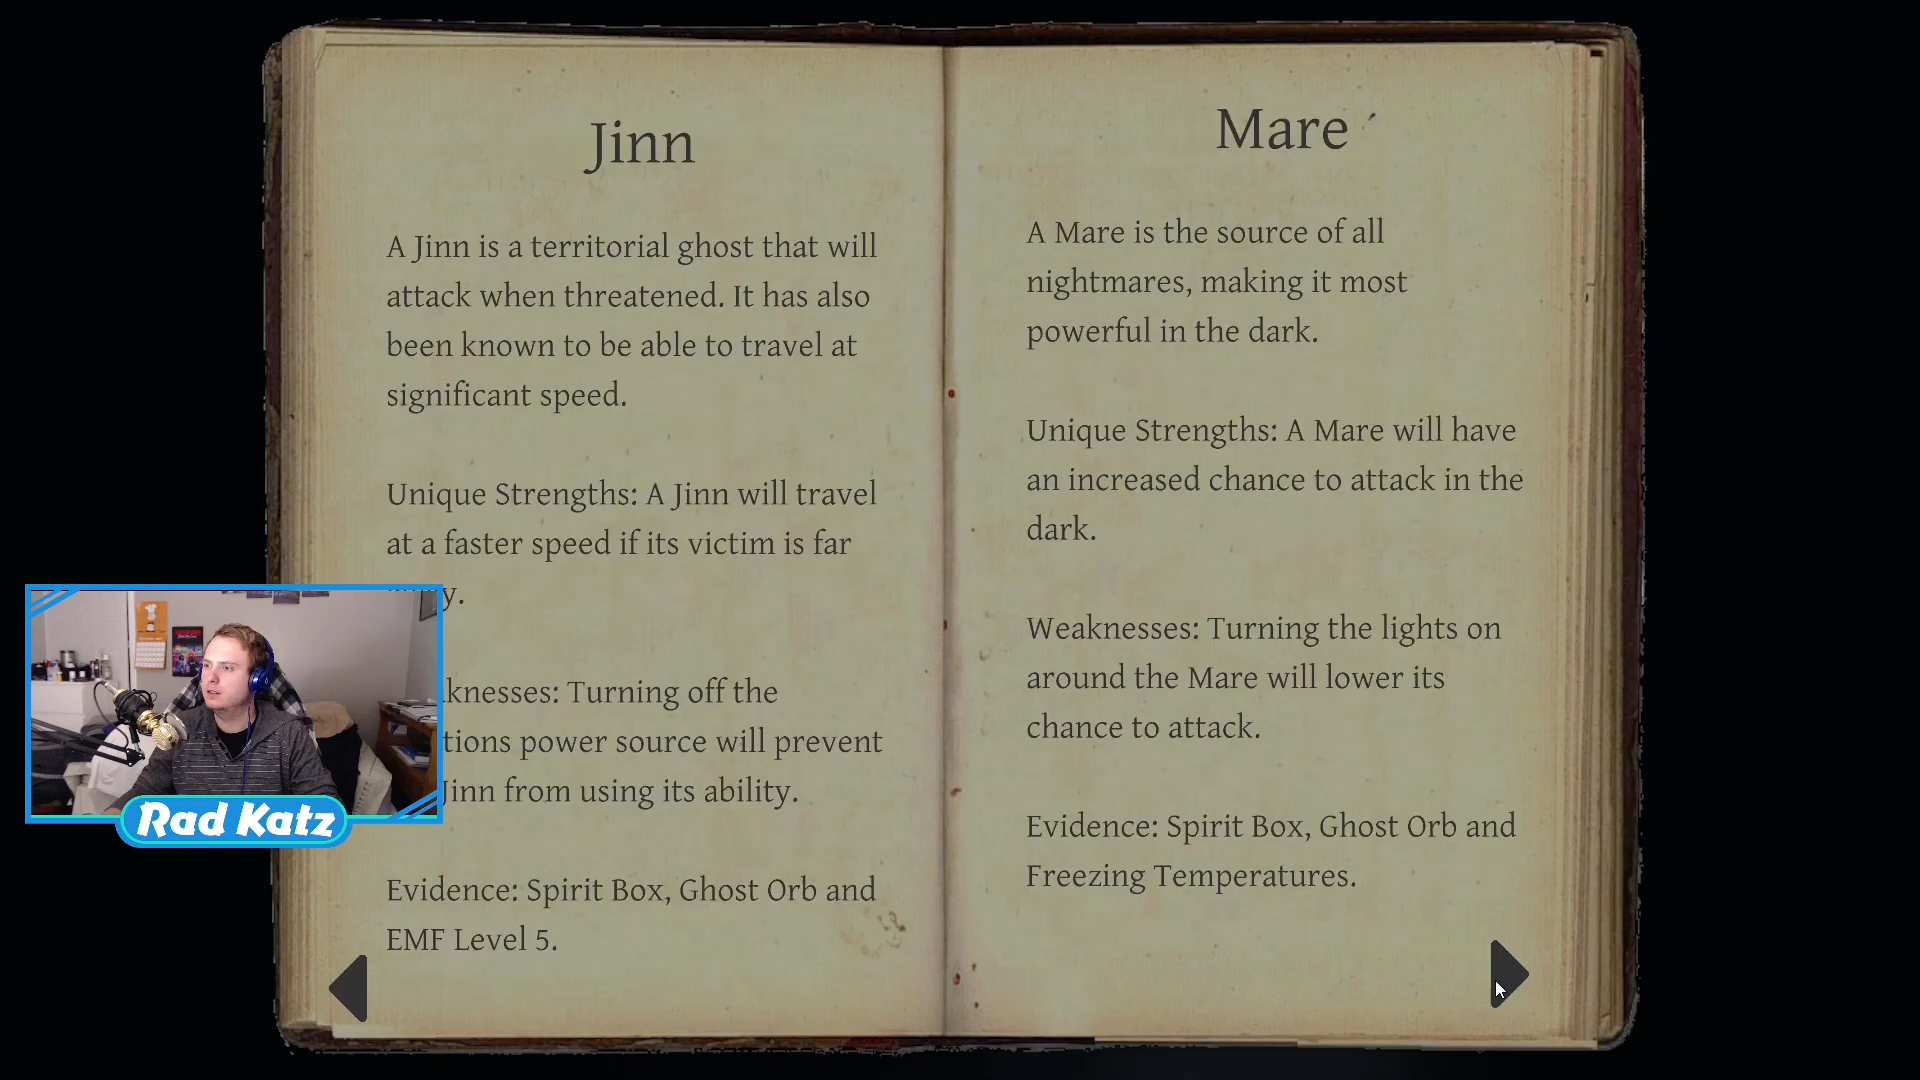 Jinn
A Jinn is a territorial ghost that will
attack when threatened. It has also
been known to be able to travel at
significant speed.
Unique Strengths: A Jinn will travel
at a faster speed if its victim is far
y.
knesses: Turning off the
tions power source will prevent
Jinn from using its ability.
Evidence: Spirit Box, Ghost Orb and
EMF Level 5.
Mare
A Mare is the source of all
nightmares, making it most
powerful in the dark.
Unique Strengths: A Mare will have
an increased chance to attack in the
dark.
Weaknesses: Turning the lights on
around the Mare will lower its
chance to attack.
Evidence: Spirit Box, Ghost Orb and
Freezing Temperatures.
Rad Katz